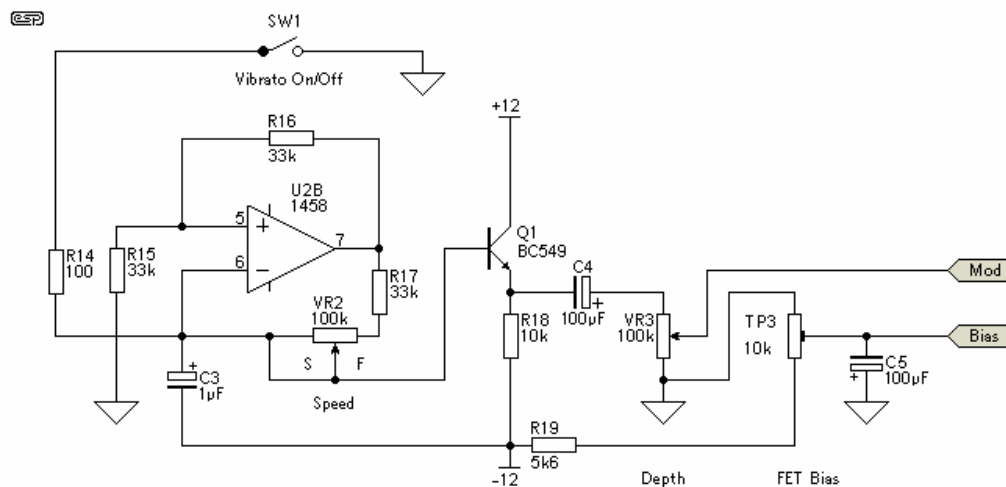 esp
SW1
Vibrato On/Off
+12
R16
33k
U2B
1458
5
+
7
6
−
Q1
BC549
R14
100
R15
33k
R17
33k
C4
+
100µF
Mod
VR2
100k
R18
10k
VR3
100k
TP3
10k
Bias
S
F
+
C3
1µF
C5
+
100µF
Speed
R19
5k6
-12
Depth
FET Bias